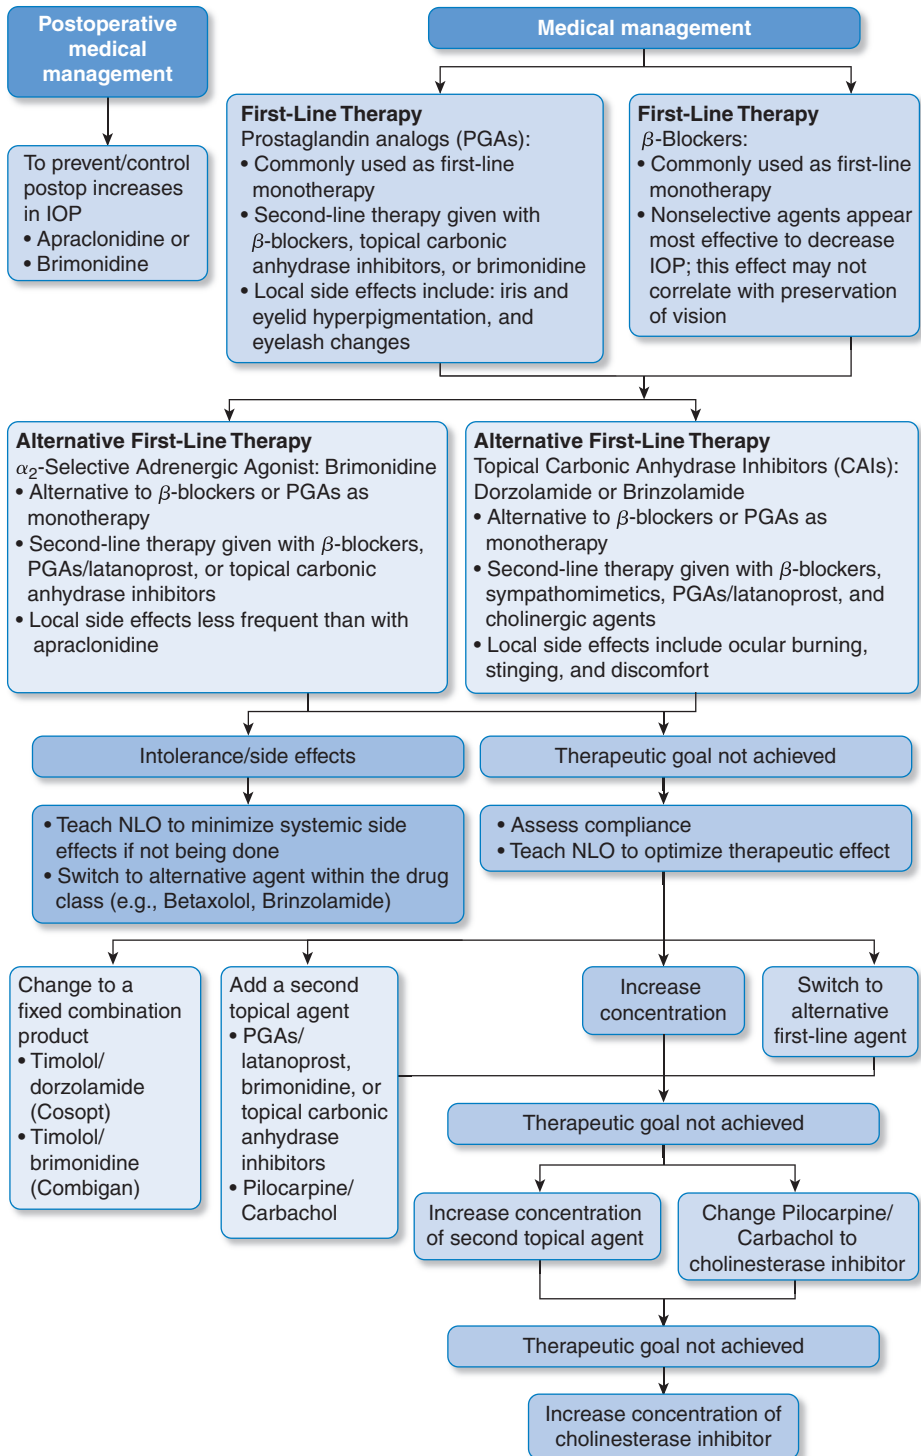 Postoperative
medical
management
Medical management
To prevent/control
postop increases
in IOP
• Apraclonidine or
• Brimonidine
First-Line Therapy
Prostaglandin analogs (PGAs):
• Commonly used as first-line
monotherapy
• Second-line therapy given with
β-blockers, topical carbonic
anhydrase inhibitors, or brimonidine
• Local side effects include: iris and
eyelid hyperpigmentation, and
eyelash changes
First-Line Therapy
β-Blockers:
• Commonly used as first-line
monotherapy
• Nonselective agents appear
most effective to decrease
IOP; this effect may not
correlate with preservation
of vision
Alternative First-Line Therapy
α2-Selective Adrenergic Agonist: Brimonidine
• Alternative to β-blockers or PGAs as
monotherapy
• Second-line therapy given with β-blockers,
PGAs/latanoprost, or topical carbonic
anhydrase inhibitors
• Local side effects less frequent than with
apraclonidine
Alternative First-Line Therapy
Topical Carbonic Anhydrase Inhibitors (CAIs):
Dorzolamide or Brinzolamide
• Alternative to β-blockers or PGAs as
monotherapy
• Second-line therapy given with β-blockers,
sympathomimetics, PGAs/latanoprost, and
cholinergic agents
• Local side effects include ocular burning,
stinging, and discomfort
Intolerance/side effects
Therapeutic goal not achieved
• Teach NLO to minimize systemic side
effects if not being done
• Switch to alternative agent within the drug
class (e.g., Betaxolol, Brinzolamide)
• Assess compliance
• Teach NLO to optimize therapeutic effect
Change to a
fixed combination
product
• Timolol/
dorzolamide
(Cosopt)
• Timolol/
brimonidine
(Combigan)
Add a second
topical agent
• PGAs/
latanoprost,
brimonidine, or
topical carbonic
anhydrase
inhibitors
• Pilocarpine/
Carbachol
Increase
concentration
Switch to
alternative
first-line agent
Therapeutic goal not achieved
Increase concentration
of second topical agent
Change Pilocarpine/
Carbachol to
cholinesterase inhibitor
Therapeutic goal not achieved
Increase concentration of
cholinesterase inhibitor